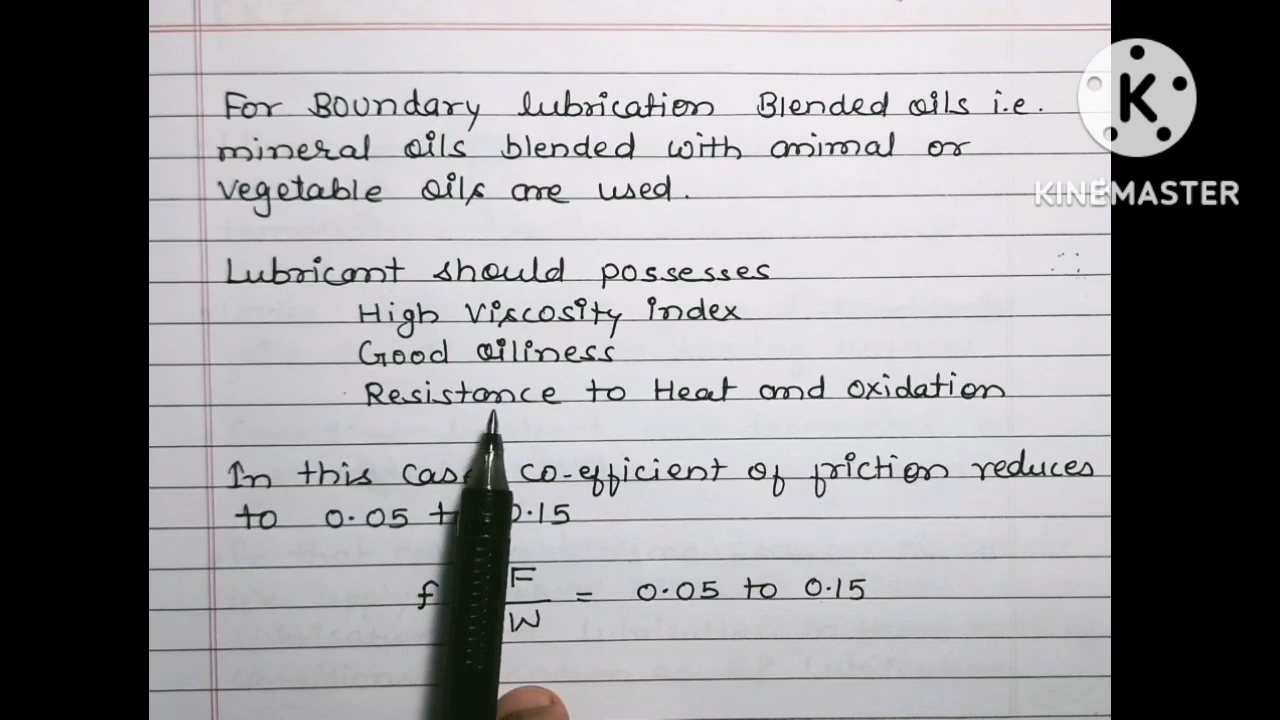 For Boundary lubrication Blended oils i.e.
mineral oils blended with animal or
vegetable oils are used.
Lubricant should possesses
High Viscosity index
Good oiliness
Resistance to Heat and oxidation
In this case co-efficient of friction reduces
to 0.05 to 0.15
f F/W = 0.05 to 0.15
K
KINEMASTER